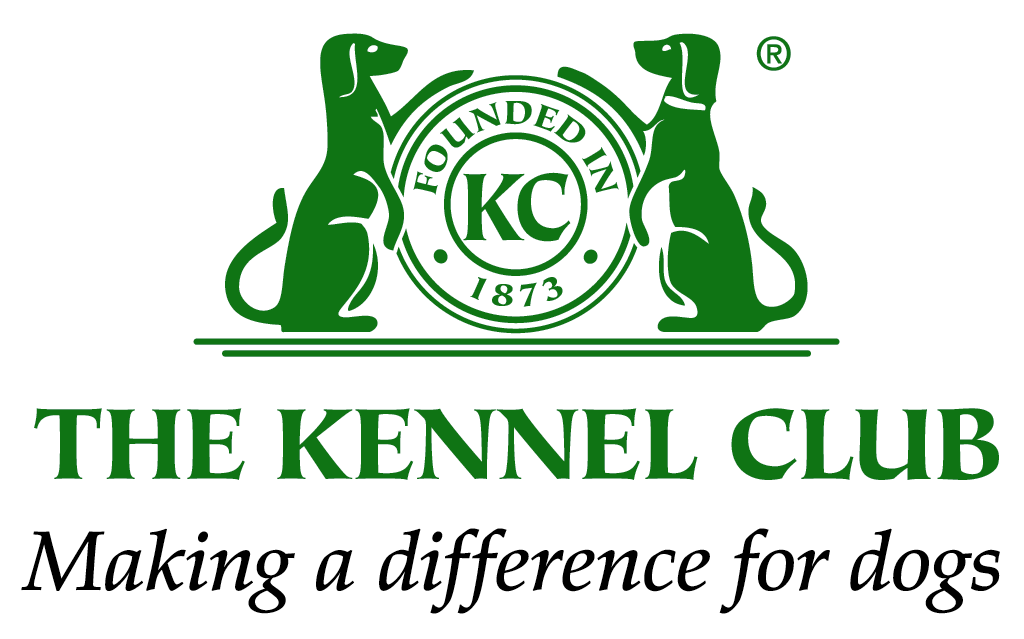 ®
FOUNDED IN
KC
1873
THE KENNEL CLUB
Making a difference for dogs